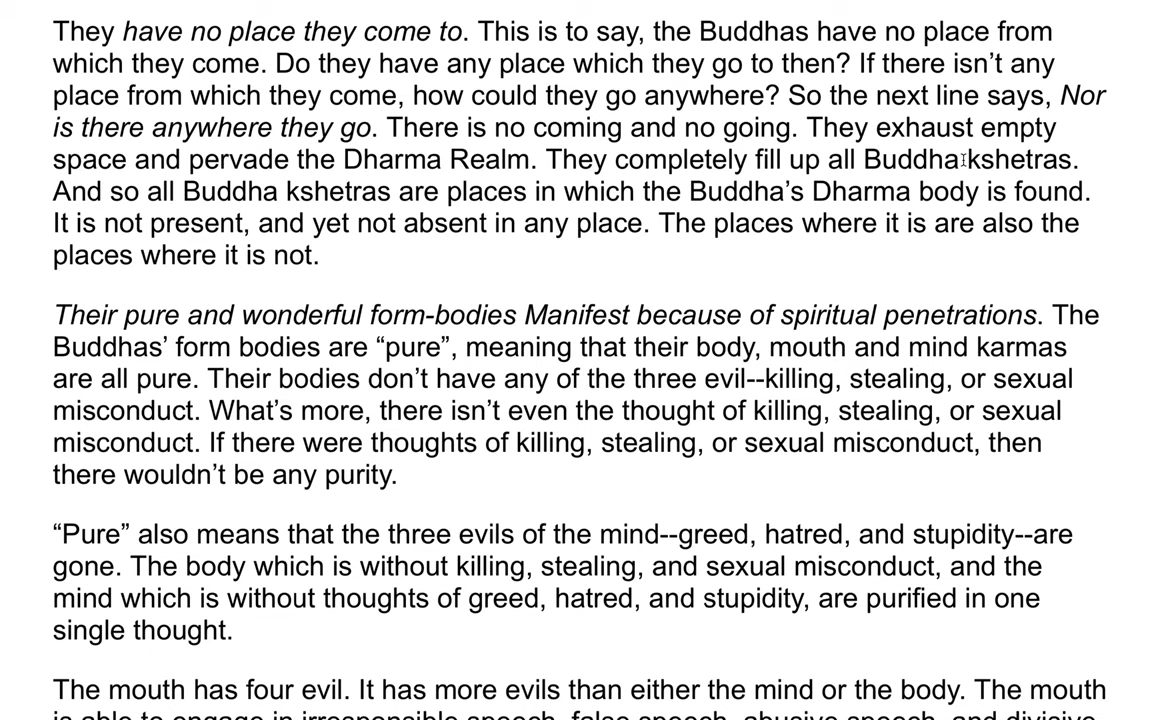 They have no place they come to. This is to say, the Buddhas have no place from
which they come. Do they have any place which they go to then? If there isn’t any
place from which they come, how could they go anywhere? So the next line says, Nor
is there anywhere they go. There is no coming and no going. They exhaust empty
space and pervade the Dharma Realm. They completely fill up all Buddha kshetras.
And so all Buddha kshetras are places in which the Buddha’s Dharma body is found.
It is not present, and yet not absent in any place. The places where it is are also the
places where it is not.
Their pure and wonderful form-bodies Manifest because of spiritual penetrations. The
Buddhas’ form bodies are “pure”, meaning that their body, mouth and mind karmas
are all pure. Their bodies don’t have any of the three evil--killing, stealing, or sexual
misconduct. What’s more, there isn’t even the thought of killing, stealing, or sexual
misconduct. If there were thoughts of killing, stealing, or sexual misconduct, then
there wouldn’t be any purity.
“Pure” also means that the three evils of the mind--greed, hatred, and stupidity--are
gone. The body which is without killing, stealing, and sexual misconduct, and the
mind which is without thoughts of greed, hatred, and stupidity, are purified in one
single thought.
The mouth has four evil. It has more evils than either the mind or the body. The mouth
is able to engage in irresponsible speech, false speech, abusive speech, and divisive